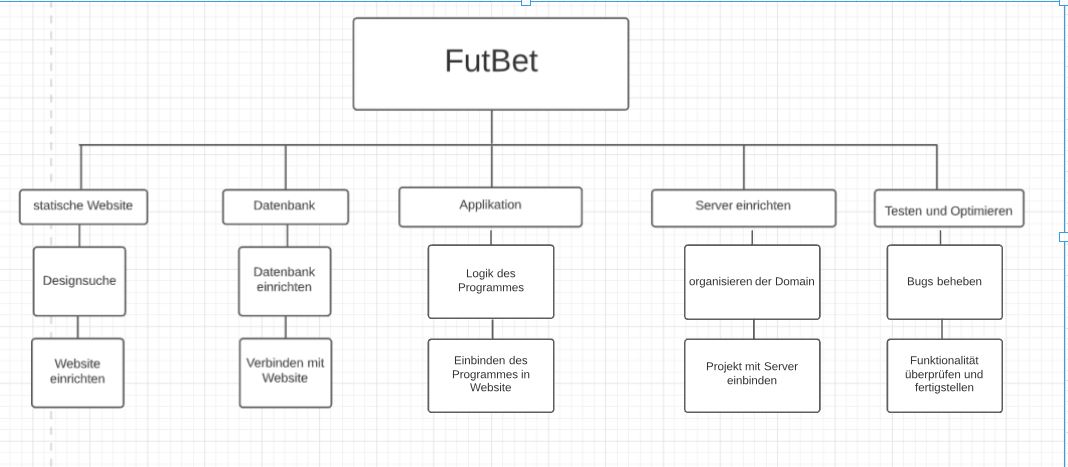 FutBet
statische Website
Datenbank
Applikation
Server einrichten
Testen und Optimieren
Designsuche
Datenbank
einrichten
Logik des
Programmes
organisieren der Domain
Bugs beheben
Website
einrichten
Verbinden mit
Website
Einbinden des
Programmes in
Website
Projekt mit Server
einbinden
Funktionalität
überprüfen und
fertigstellen